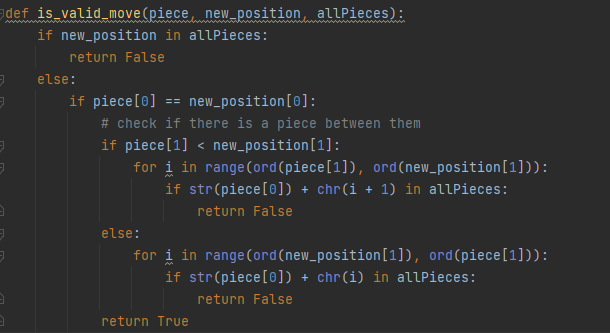 def is_valid_move(piece, new_position, allPieces):
    if new_position in allPieces:
        return False
    else:
        if piece[0] == new_position[0]:
            # check if there is a piece between them
            if piece[1] < new_position[1]:
                for i in range(ord(piece[1]), ord(new_position[1])):
                    if str(piece[0]) + chr(i + 1) in allPieces:
                        return False
            else:
                for i in range(ord(new_position[1]), ord(piece[1])):
                    if str(piece[0]) + chr(i) in allPieces:
                        return False
            return True